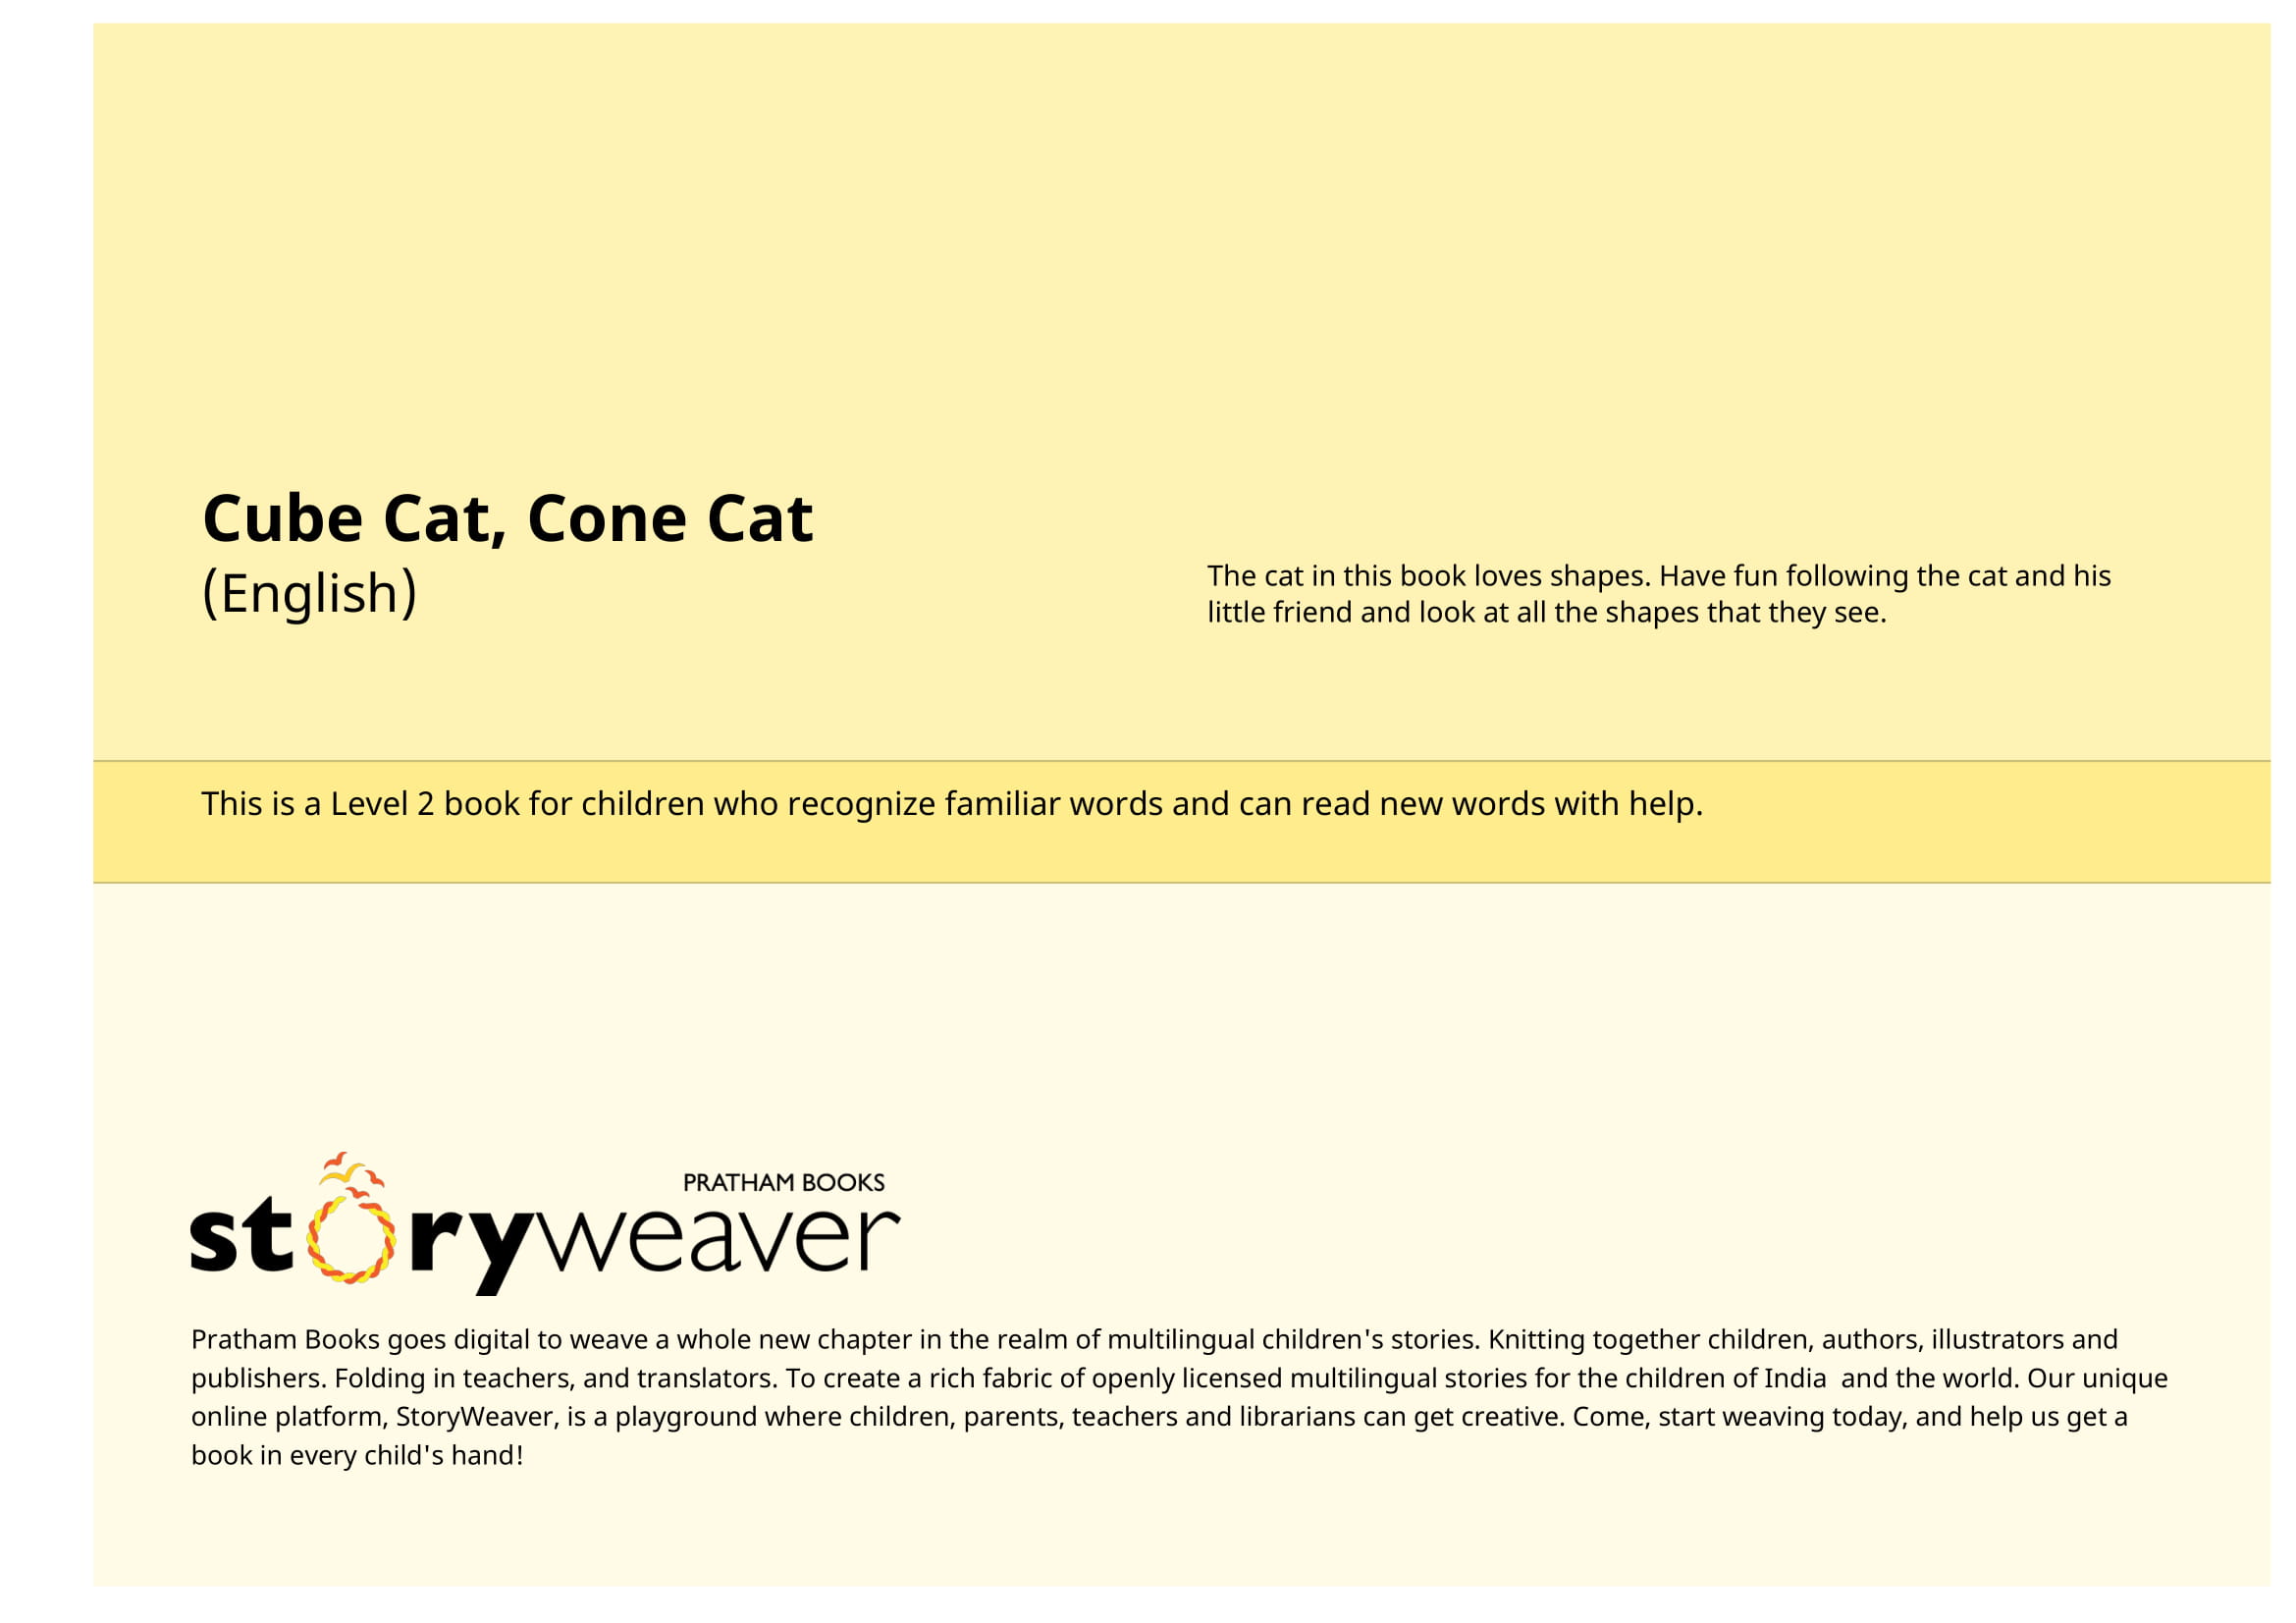 Cube Cat, Cone Cat
(English)
The cat in this book loves shapes. Have fun following the cat and his
little friend and look at all the shapes that they see.
This is a Level 2 book for children who recognize familiar words and can read new words with help.
PRATHAM BOOKS
storyweaver
Pratham Books goes digital to weave a whole new chapter in the realm of multilingual children's stories. Knitting together children, authors, illustrators and
publishers. Folding in teachers, and translators. To create a rich fabric of openly licensed multilingual stories for the children of India  and the world. Our unique
online platform, StoryWeaver, is a playground where children, parents, teachers and librarians can get creative. Come, start weaving today, and help us get a
book in every child's hand!